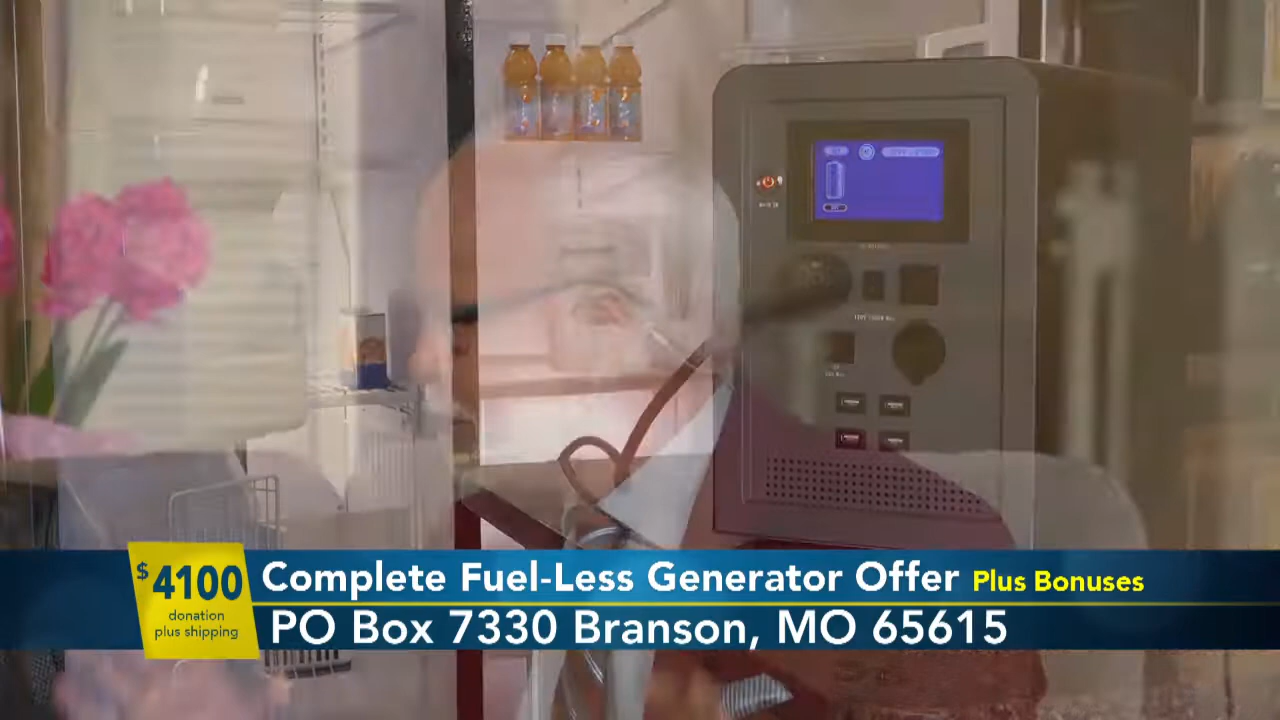 $4100
donation
plus shipping
Complete Fuel-Less Generator Offer Plus Bonuses
PO Box 7330 Branson, MO 65615